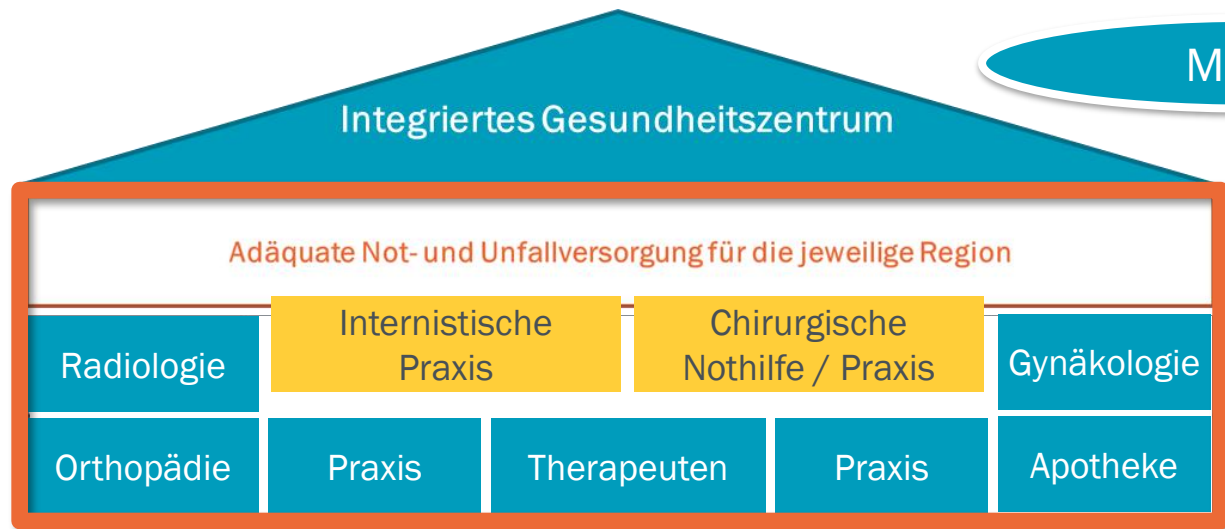 M
Integriertes Gesundheitszentrum
Adäquate Not- und Unfallversorgung für die jeweilige Region
Internistische
Praxis
Chirurgische
Nothilfe / Praxis
Radiologie
Gynäkologie
Orthopädie
Praxis
Therapeuten
Praxis
Apotheke